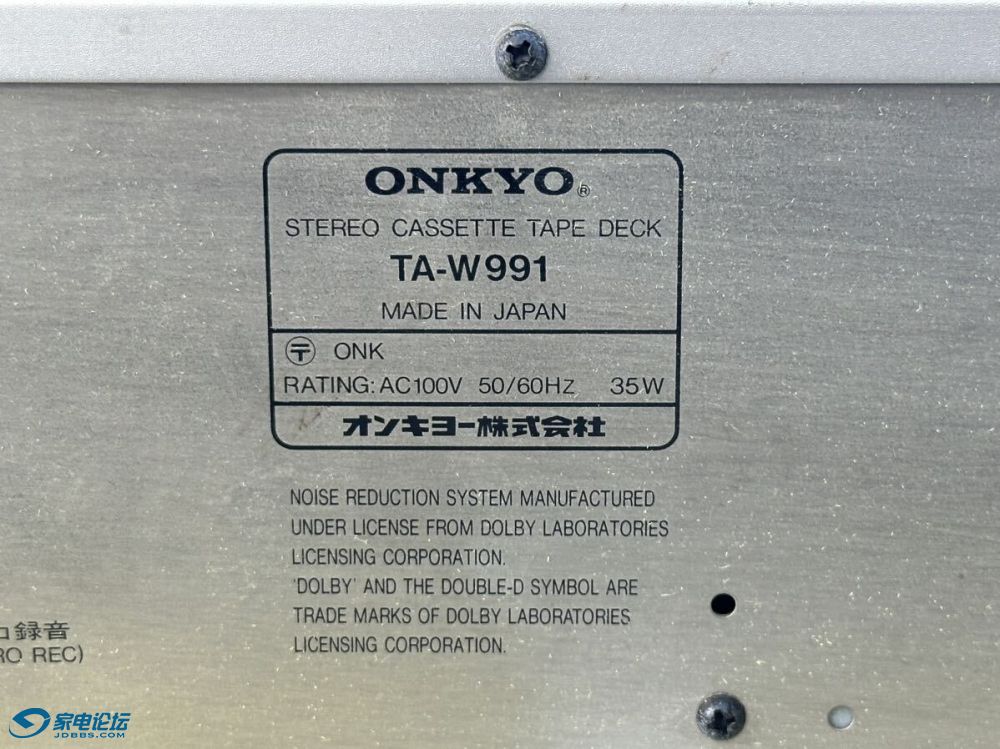 ONKYO®
STEREO CASSETTE TAPE DECK
TA-W991
MADE IN JAPAN
〒 ONK
RATING: AC100V 50/60Hz 35W
オンキヨー株式会社
NOISE REDUCTION SYSTEM MANUFACTURED
UNDER LICENSE FROM DOLBY LABORATORIES
LICENSING CORPORATION.
'DOLBY' AND THE DOUBLE-D SYMBOL ARE
TRADE MARKS OF DOLBY LABORATORIES
LICENSING CORPORATION.
録音
RO REC)
家电论坛
JDBBS.COM